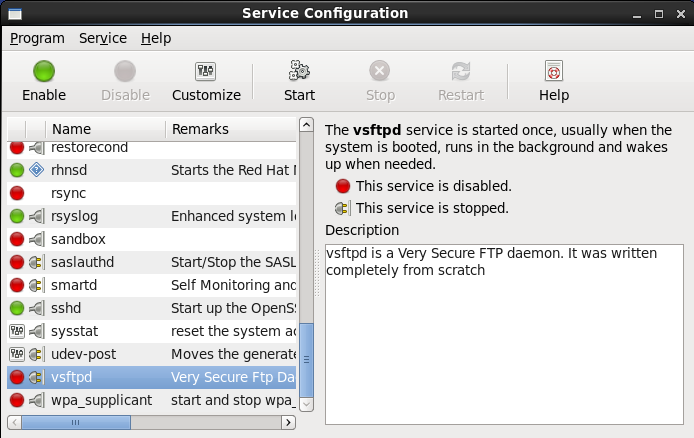 Service Configuration
Program Service Help
Enable Disable Customize Start Stop Restart Help
Name Remarks
restorecond
rhnsd Starts the Red Hat
rsync
rsyslog Enhanced system
sandbox
saslauthd Start/Stop the SASL
smartd Self Monitoring and
sshd Start up the OpenSS
sysstat reset the system
udev-post Moves the generate
vsftpd Very Secure Ftp Da
wpa_supplicant start and stop wpa_
The vsftpd service is started once, usually when the
system is booted, runs in the background and wakes
up when needed.
This service is disabled.
This service is stopped.
Description
vsftpd is a Very Secure FTP daemon. It was written
completely from scratch